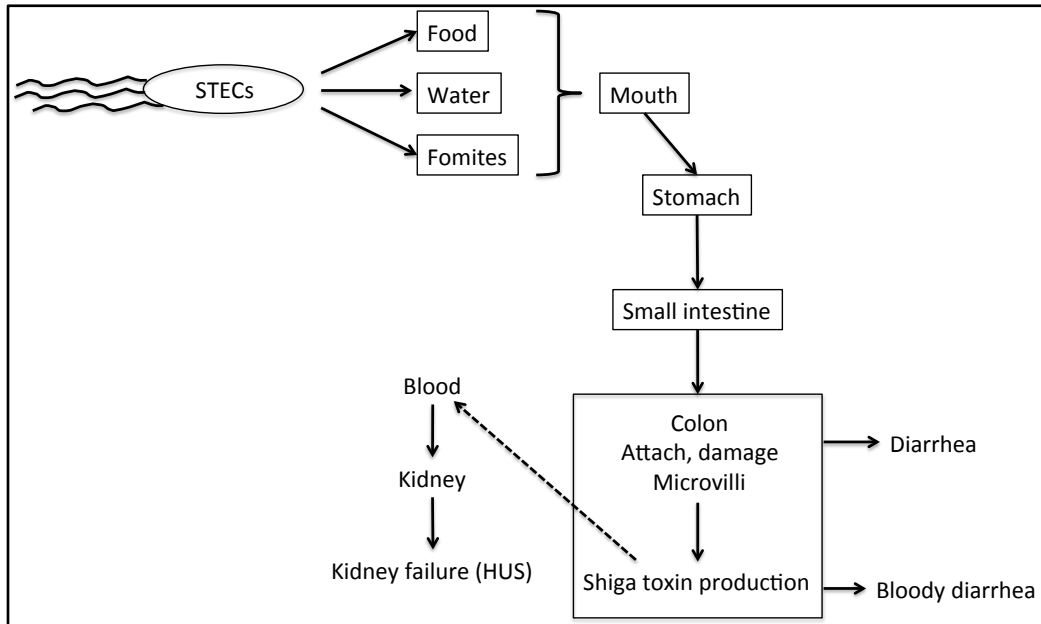 STECs
Food
Water
Fomites
Mouth
Stomach
Small intestine
Colon
Attach, damage
Microvilli
Shiga toxin production
Diarrhea
Bloody diarrhea
Blood
Kidney
Kidney failure (HUS)